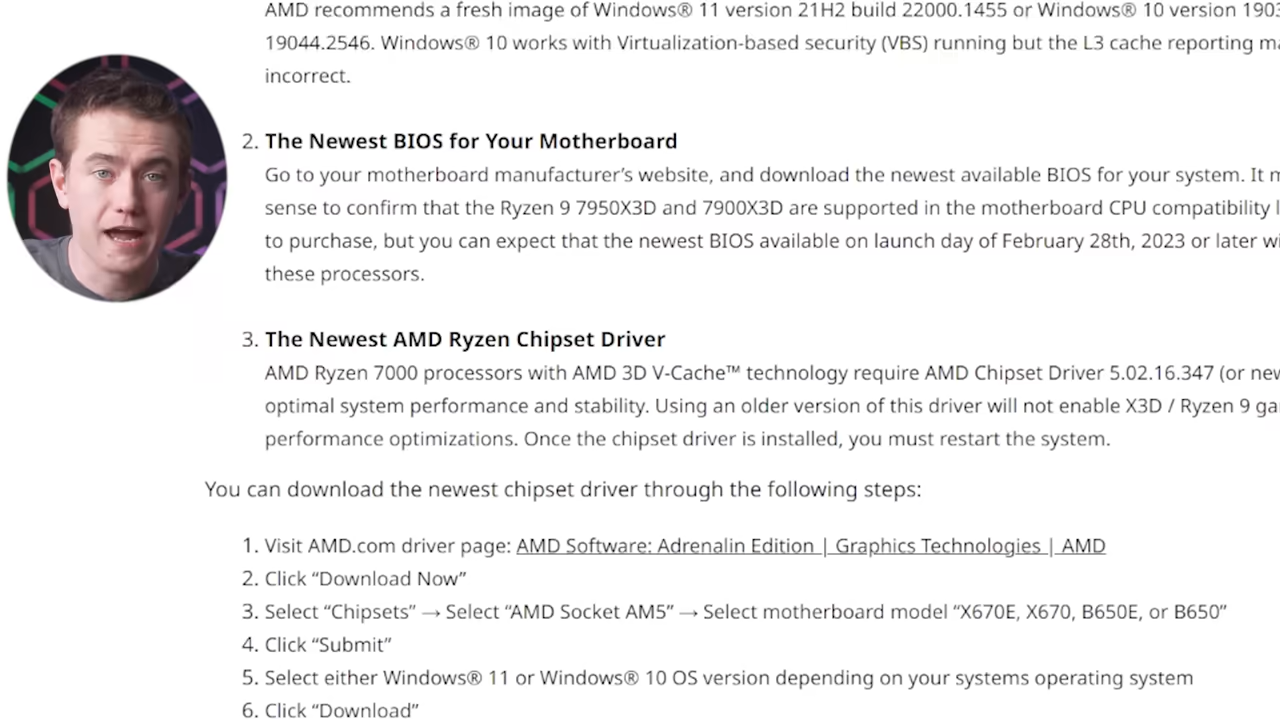 AMD recommends a fresh image of Windows® 11 version 21H2 build 22000.1455 or Windows® 10 version
19044.2546. Windows® 10 works with Virtualization-based security (VBS) running but the L3 cache reporting
incorrect.
2. The Newest BIOS for Your Motherboard
Go to your motherboard manufacturer’s website, and download the newest available BIOS for your system. It
sense to confirm that the Ryzen 9 7950X3D and 7900X3D are supported in the motherboard CPU compatibility
to purchase, but you can expect that the newest BIOS available on launch day of February 28th, 2023 or later
these processors.
3. The Newest AMD Ryzen Chipset Driver
AMD Ryzen 7000 processors with AMD 3D V-Cache™ technology require AMD Chipset Driver 5.02.16.347 (or
optimal system performance and stability. Using an older version of this driver will not enable X3D / Ryzen 9
performance optimizations. Once the chipset driver is installed, you must restart the system.
You can download the newest chipset driver through the following steps:
1. Visit AMD.com driver page: AMD Software: Adrenalin Edition | Graphics Technologies | AMD
2. Click “Download Now”
3. Select “Chipsets” → Select “AMD Socket AM5” → Select motherboard model “X670E, X670, B650E, or B650”
4. Click “Submit”
5. Select either Windows® 11 or Windows® 10 OS version depending on your systems operating system
6. Click “Download”